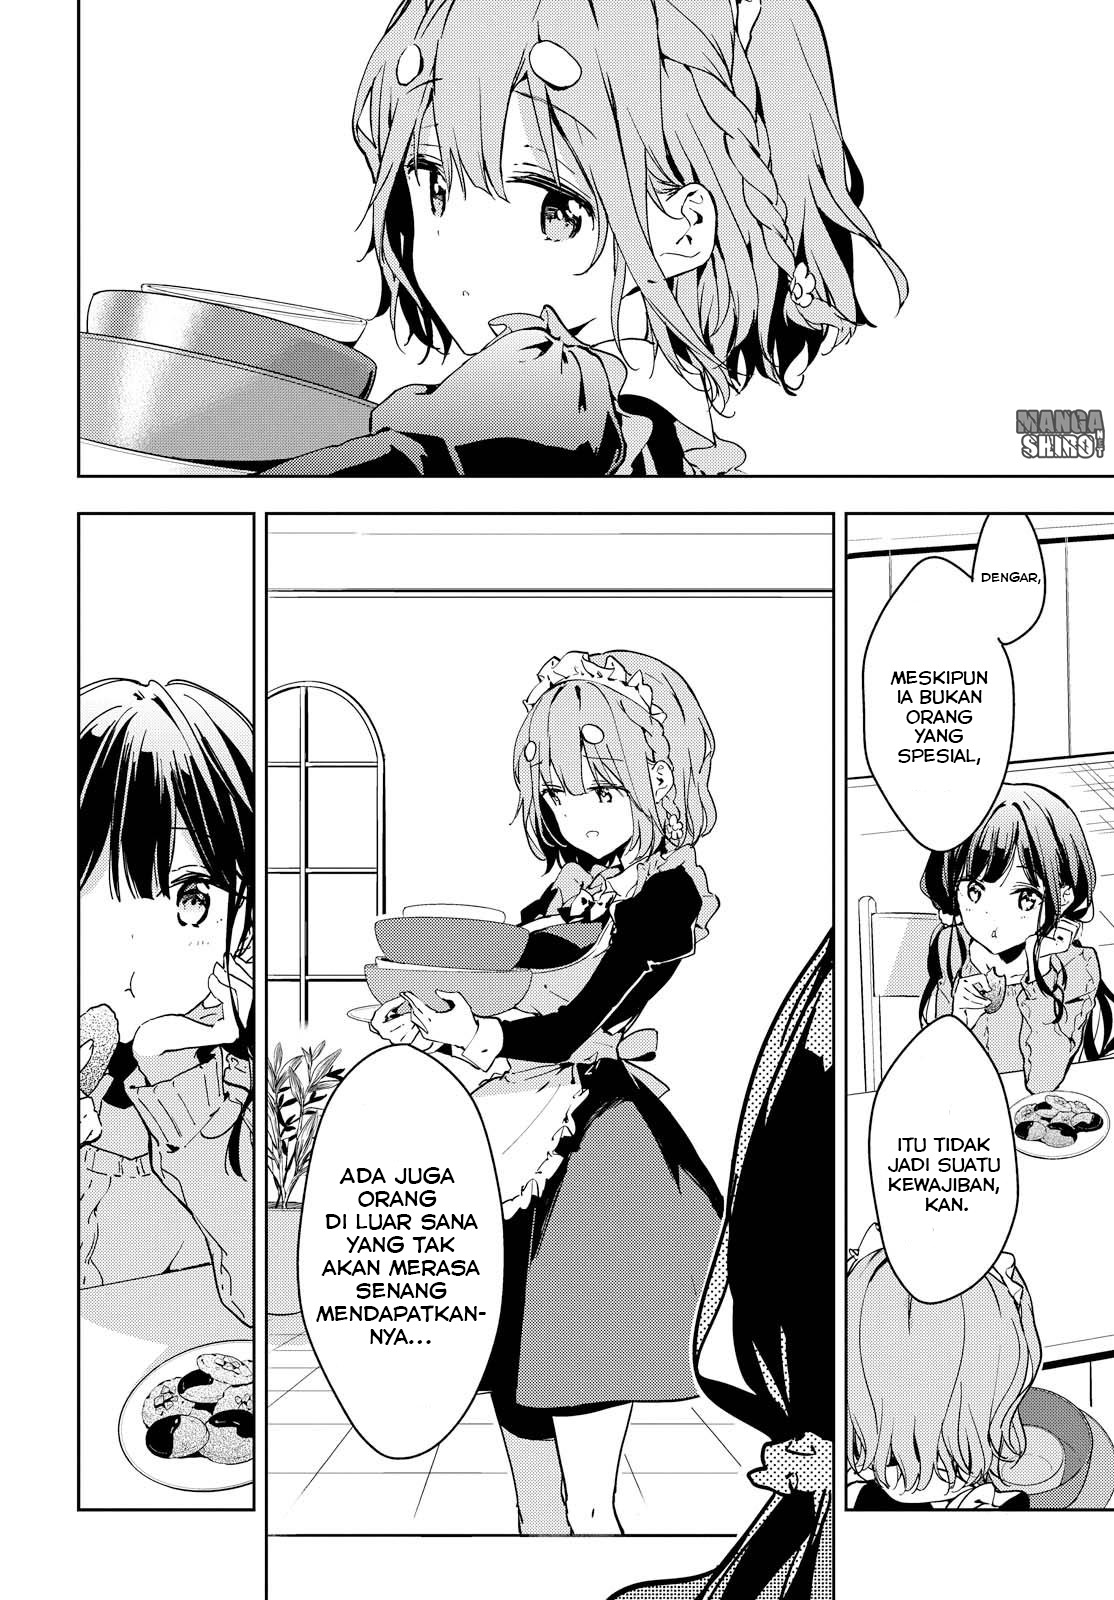 MANGA
SHIRO.NET
DENGAR,
MESKIPUN
IA BUKAN
ORANG
YANG
SPESIAL,
ITU TIDAK
JADI SUATU
KEWAJIBAN,
KAN.
ADA JUGA
ORANG
DI LUAR SANA
YANG TAK
AKAN MERASA
SENANG
MENDAPATKAN-
NYA...